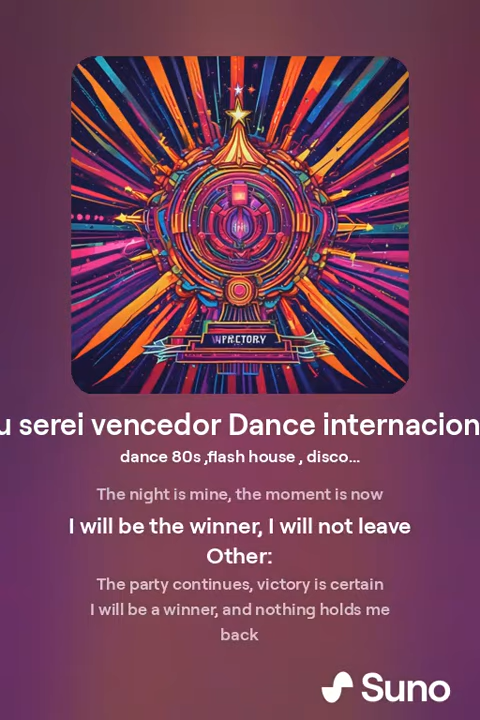 WPRCTORY
u serei vencedor Dance internacion
dance 80s ,flash house , disco...
The night is mine, the moment is now
I will be the winner, I will not leave
Other:
The party continues, victory is certain
I will be a winner, and nothing holds me
back
Suno